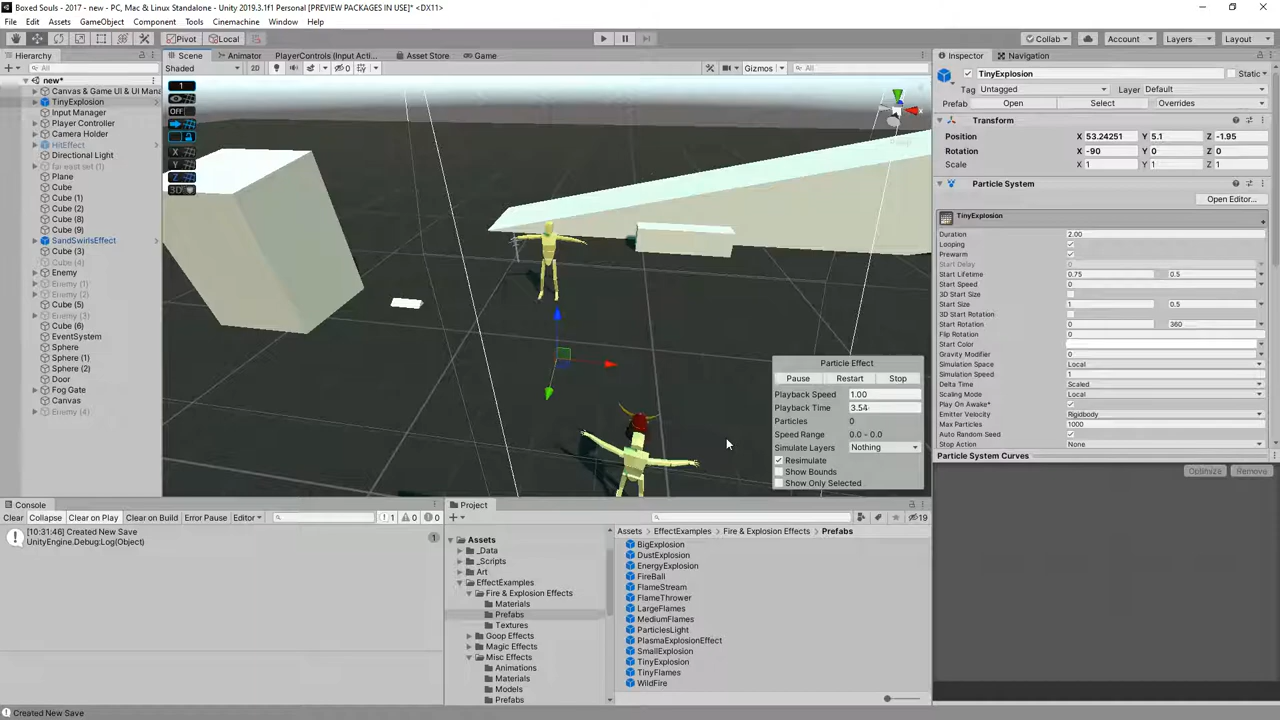 Boxed Souls - 2017 - new - PC, Mac & Linux Standalone - Unity 2019.3.1f1 Personal [PREVIEW PACKAGES IN USE]* <DX11>
File Edit Assets GameObject Component Tools Cinemachine Window Help
Pivot Local Collab Account Layers Layout
Hierarchy
All
new*
Canvas & Game UI & UI Mana
TinyExplosion
Input Manager
Player Controller
Camera Holder
HitEffect
Directional Light
Plane
Cube
Cube (1)
Cube (2)
Cube (8)
Cube (9)
SandSwirlsEffect
Cube (3)
Cube (4)
Enemy
Enemy (1)
Enemy (2)
Cube (5)
Enemy (3)
Cube (6)
EventSystem
Sphere
Sphere (1)
Sphere (2)
Door
Fog Gate
Canvas
Enemy (4)
Scene Animator PlayerControls (Input Acti... Asset Store Game
Shaded 2D 0 Gizmos All
1
OFF
X
Y
Z
3D
Particle Effect
Pause Restart Stop
Playback Speed 1.00
Playback Time 3.54
Particles 0
Speed Range 0.0 - 0.0
Simulate Layers Nothing
Resimulate
Show Bounds
Show Only Selected
Inspector Navigation
TinyExplosion Static
Tag Untagged Layer Default
Prefab Open Select Overrides
Transform
Position X 53.24251 Y 5.1 Z -1.95
Rotation X -90 Y 0 Z 0
Scale X 1 Y 1 Z 1
Particle System
Open Editor...
TinyExplosion
Duration 2.00
Looping
Prewarm
Start Delay 0
Start Lifetime 0.75 0.5
Start Speed 0
3D Start Size
Start Size 1 0.5
3D Start Rotation
Start Rotation 0 360
Flip Rotation 0
Start Color
Gravity Modifier 0
Simulation Space Local
Simulation Speed 1
Delta Time Scaled
Scaling Mode Local
Play On Awake*
Emitter Velocity Rigidbody
Max Particles 1000
Auto Random Seed
Stop Action None
Particle System Curves
Optimize Remove
Console
Clear Collapse Clear on Play Clear on Build Error Pause Editor 1 0 0
[10:31:46] Created New Save
UnityEngine.Debug:Log(Object)
1
Project
19
Assets
_Data
_Scripts
Art
EffectExamples
Fire & Explosion Effects
Materials
Prefabs
Textures
Goop Effects
Magic Effects
Misc Effects
Animations
Materials
Models
Prefabs
Assets > EffectExamples > Fire & Explosion Effects > Prefabs
BigExplosion
DustExplosion
EnergyExplosion
FireBall
FlameStream
FlameThrower
LargeFlames
MediumFlames
ParticlesLight
PlasmaExplosionEffect
SmallExplosion
TinyExplosion
TinyFlames
WildFire
Created New Save